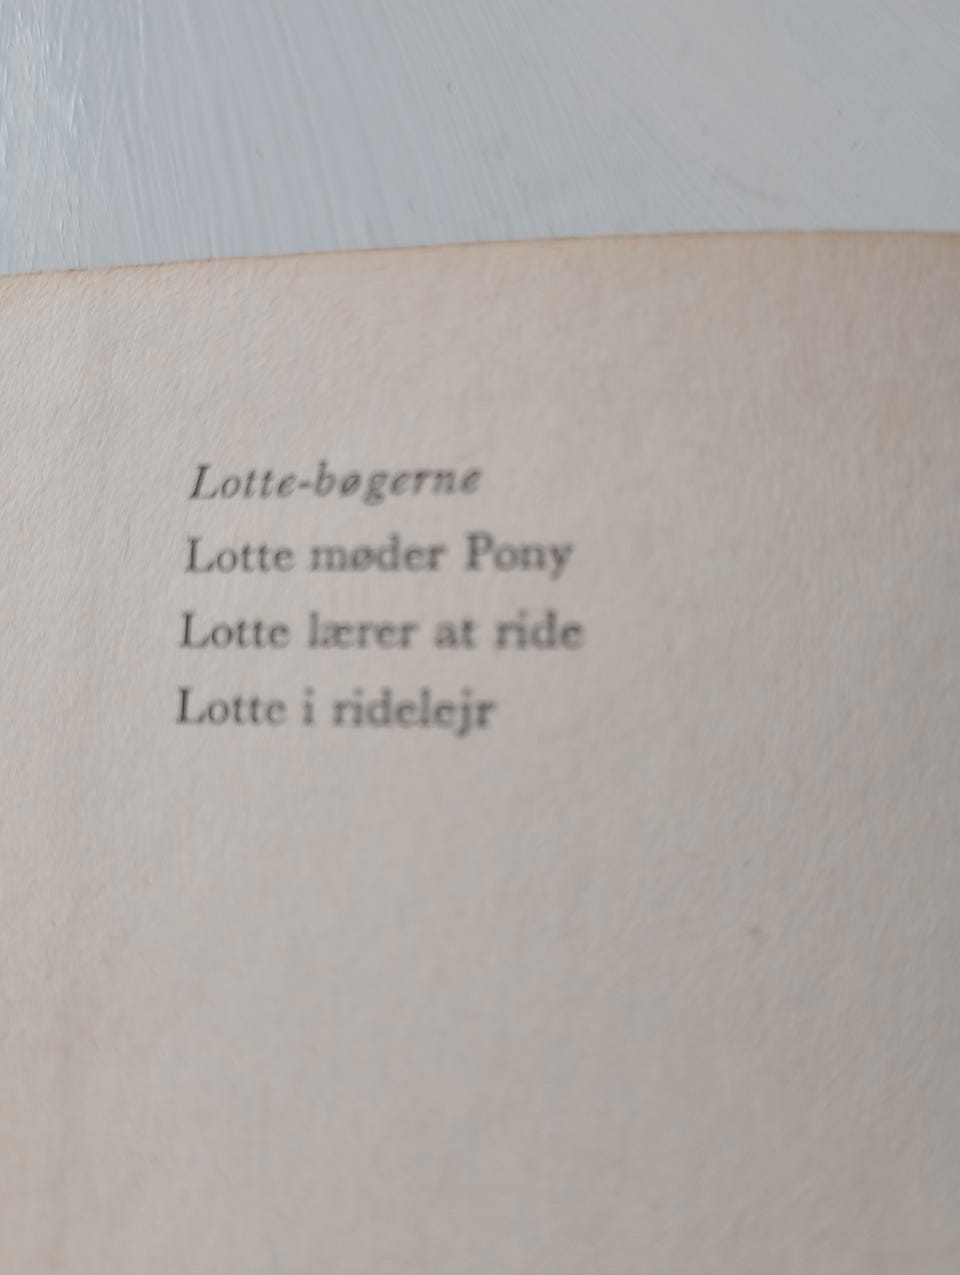 Lotte-bøgerne
Lotte møder Pony
Lotte lærer at ride
Lotte i ridelejr